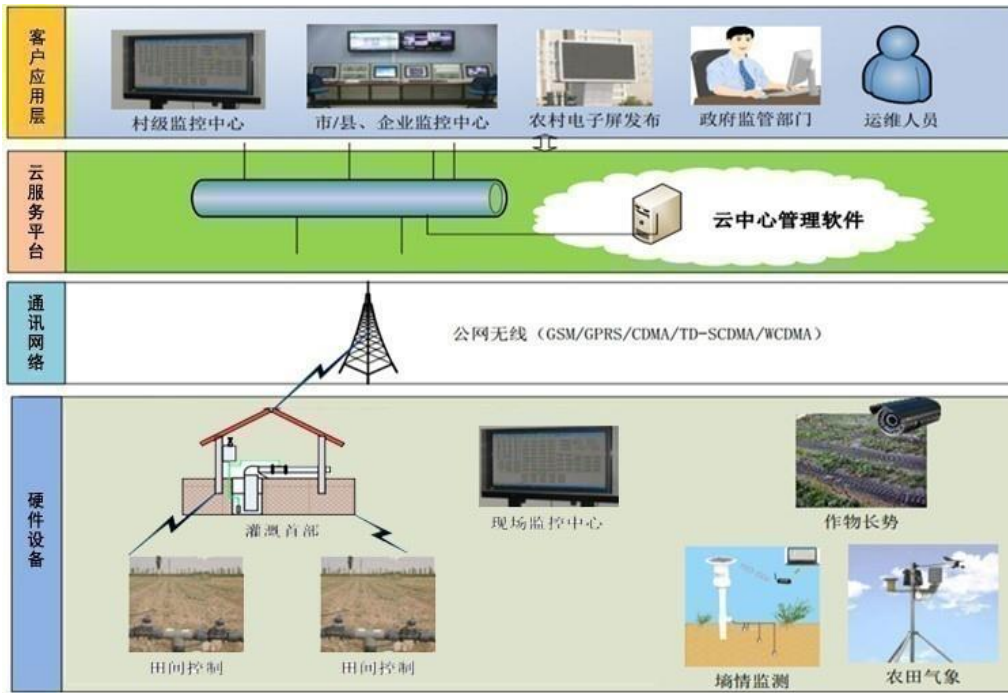 客户应用层
村级监控中心
市/县、企业监控中心
农村电子屏发布
政府监管部门
运维人员
云服务平台
云中心管理软件
通讯网络
公网无线（GSM/GPRS/CDMA/TD-SCDMA/WCDMA）
硬件设备
灌溉首部
现场监控中心
作物长势
田间控制
田间控制
墒情监测
农田气象